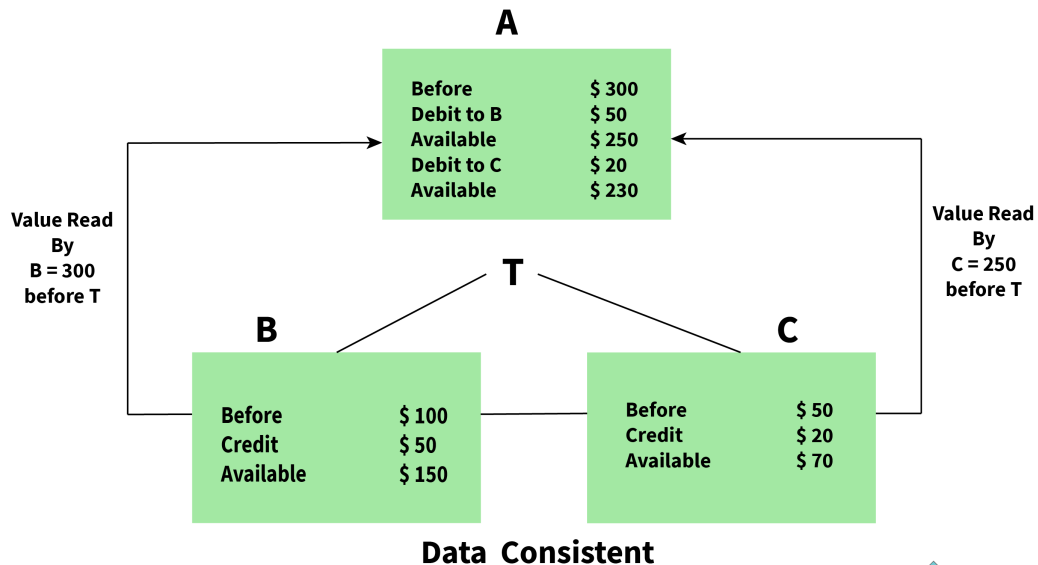 A
Before $ 300
Debit to B $ 50
Available $ 250
Debit to C $ 20
Available $ 230
Value Read
By
B = 300
before T
Value Read
By
C = 250
before T
T
B
Before $ 100
Credit $ 50
Available $ 150
C
Before $ 50
Credit $ 20
Available $ 70
Data Consistent